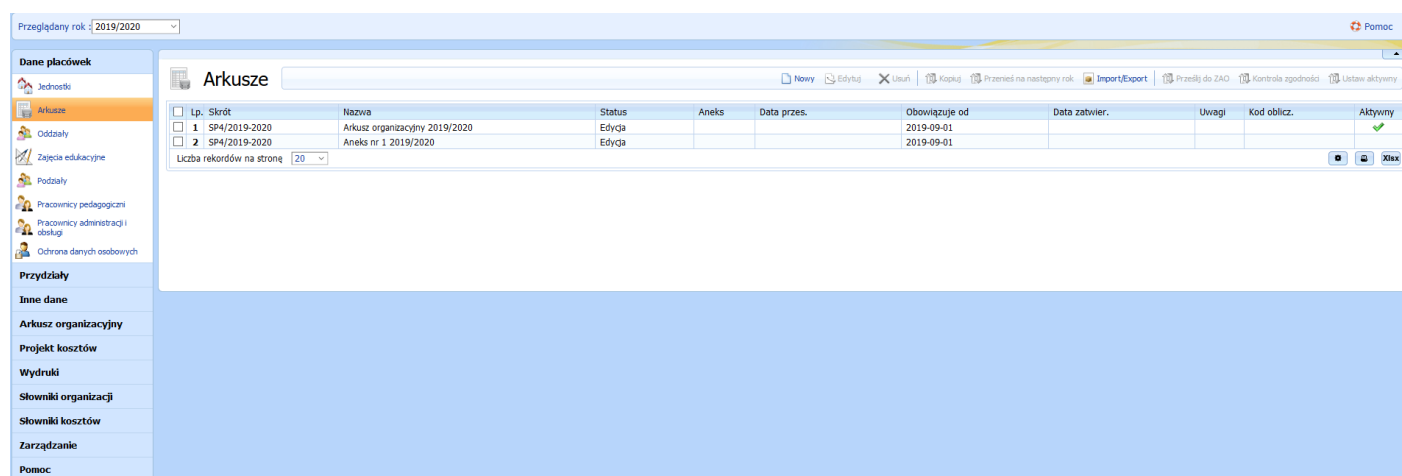 Przeglądany rok : 2019/2020
Pomoc
Dane placówek
Jednostki
Arkusze
Oddziały
Zajęcia edukacyjne
Podziały
Pracownicy pedagogiczni
Pracownicy administracji i
obsługi
Ochrona danych osobowych
Przydziały
Inne dane
Arkusz organizacyjny
Projekt kosztów
Wydruki
Słowniki organizacji
Słowniki kosztów
Zarządzanie
Pomoc
Arkusze
Nowy Edytuj Usuń Kopiuj Przenieś na następny rok Import/Export Prześlij do ZAO Kontrola zgodności Ustaw aktywny
Lp. Skrót Nazwa Status Aneks Data przes. Obowiązuje od Data zatwier. Uwagi Kod oblicz. Aktywny
1 SP4/2019-2020 Arkusz organizacyjny 2019/2020 Edycja 2019-09-01
2 SP4/2019-2020 Aneks nr 1 2019/2020 Edycja 2019-09-01
Liczba rekordów na stronę 20
Xlsx